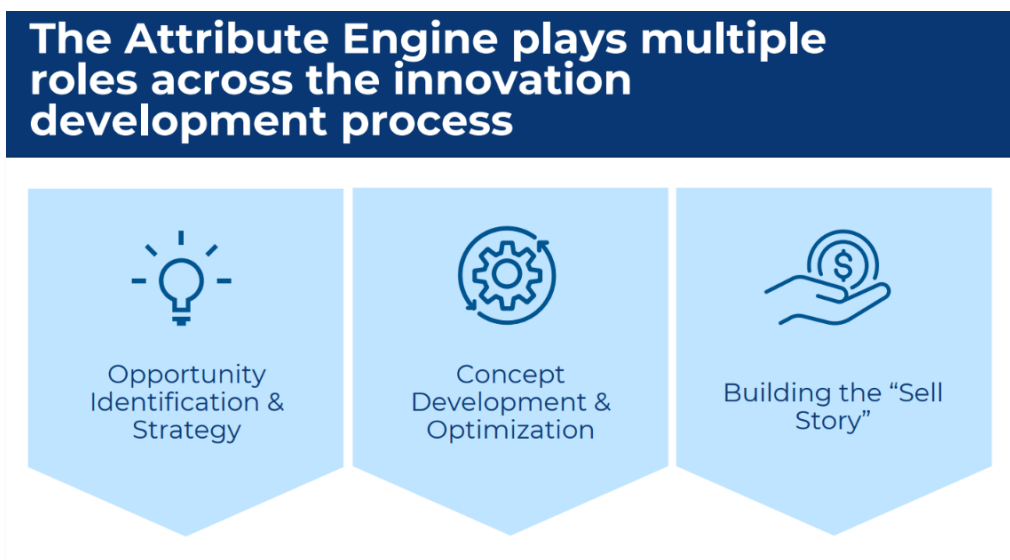 The Attribute Engine plays multiple
roles across the innovation
development process
Opportunity
Identification &
Strategy
Concept
Development &
Optimization
Building the “Sell
Story”
$